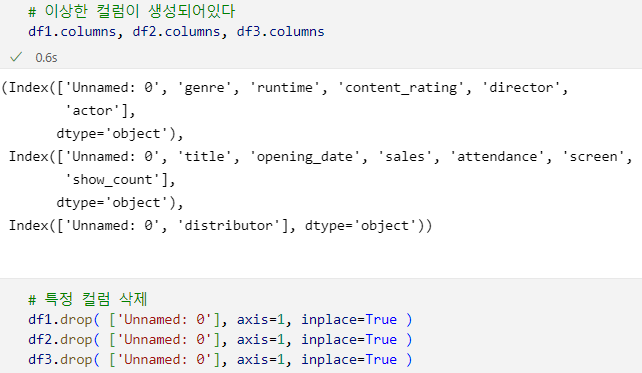 # 이상한 컬럼이 생성되어있다
df1.columns, df2.columns, df3.columns
✓ 0.6s
(Index(['Unnamed: 0', 'genre', 'runtime', 'content_rating', 'director',
'actor'],
dtype='object'),
Index(['Unnamed: 0', 'title', 'opening_date', 'sales', 'attendance', 'screen',
'show_count'],
dtype='object'),
Index(['Unnamed: 0', 'distributor'], dtype='object'))
# 특정 컬럼 삭제
df1.drop( ['Unnamed: 0'], axis=1, inplace=True )
df2.drop( ['Unnamed: 0'], axis=1, inplace=True )
df3.drop( ['Unnamed: 0'], axis=1, inplace=True )